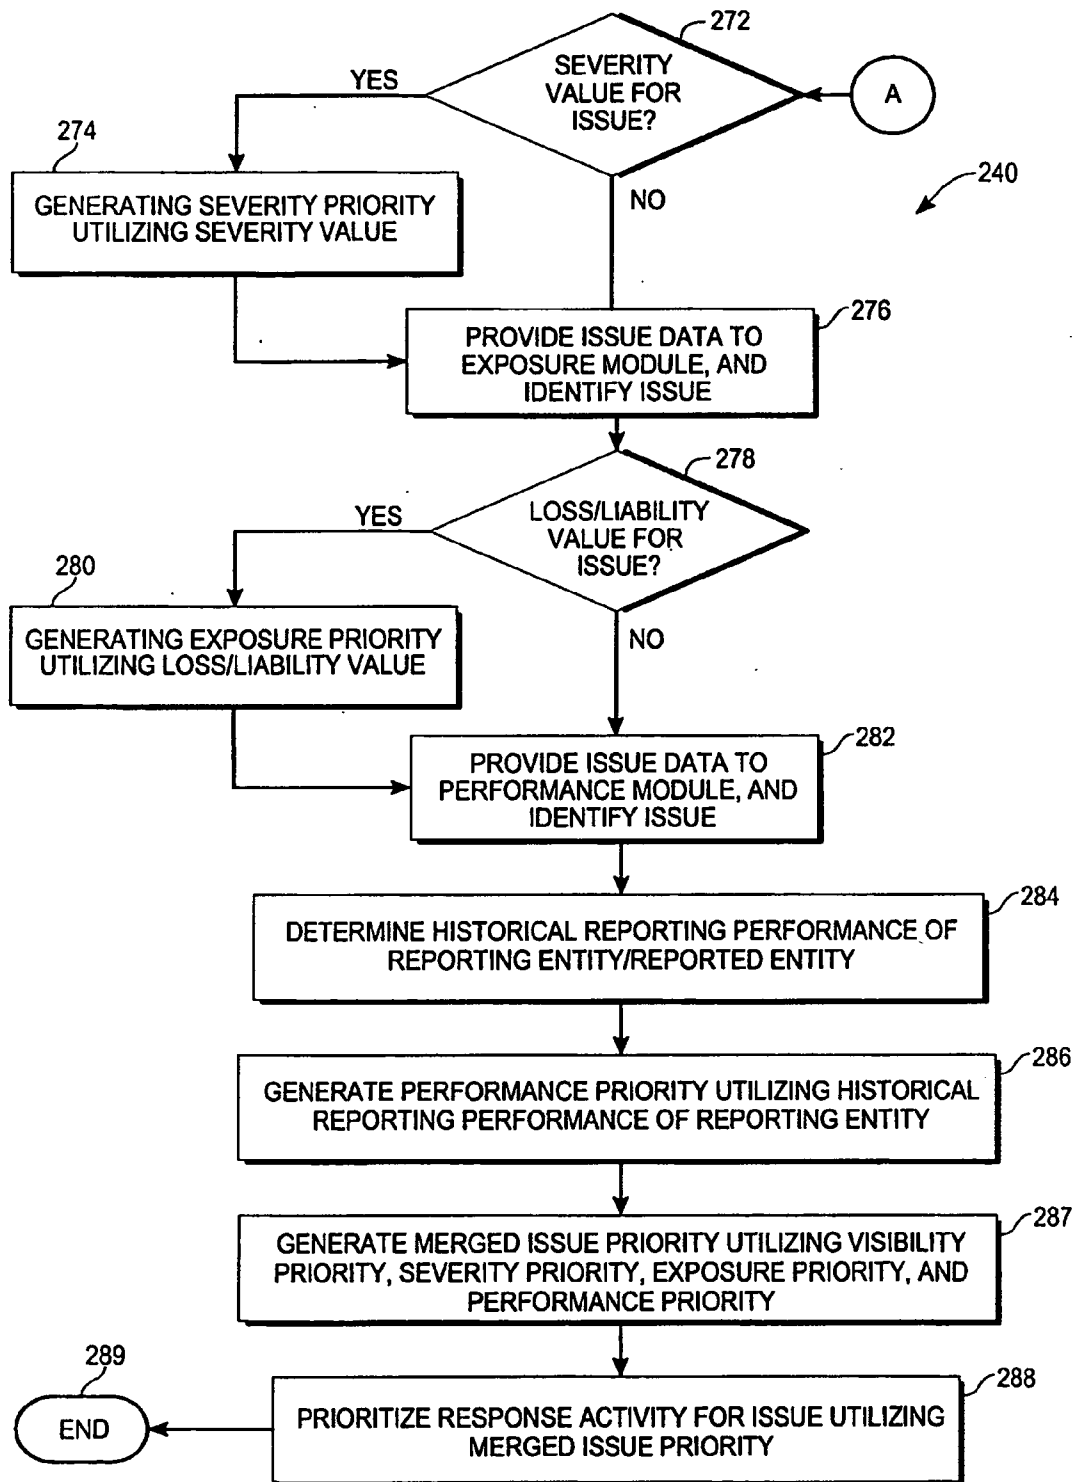 272
SEVERITY
VALUE FOR
ISSUE?
YES
A
274
240
NO
GENERATING SEVERITY PRIORITY
UTILIZING SEVERITY VALUE
276
PROVIDE ISSUE DATA TO
EXPOSURE MODULE, AND
IDENTIFY ISSUE
278
YES
LOSS/LIABILITY
VALUE FOR
ISSUE?
280
NO
GENERATING EXPOSURE PRIORITY
UTILIZING LOSS/LIABILITY VALUE
282
PROVIDE ISSUE DATA TO
PERFORMANCE MODULE, AND
IDENTIFY ISSUE
284
DETERMINE HISTORICAL REPORTING PERFORMANCE OF
REPORTING ENTITY/REPORTED ENTITY
286
GENERATE PERFORMANCE PRIORITY UTILIZING HISTORICAL
REPORTING PERFORMANCE OF REPORTING ENTITY
287
GENERATE MERGED ISSUE PRIORITY UTILIZING VISIBILITY
PRIORITY, SEVERITY PRIORITY, EXPOSURE PRIORITY, AND
PERFORMANCE PRIORITY
289
END
288
PRIORITIZE RESPONSE ACTIVITY FOR ISSUE UTILIZING
MERGED ISSUE PRIORITY